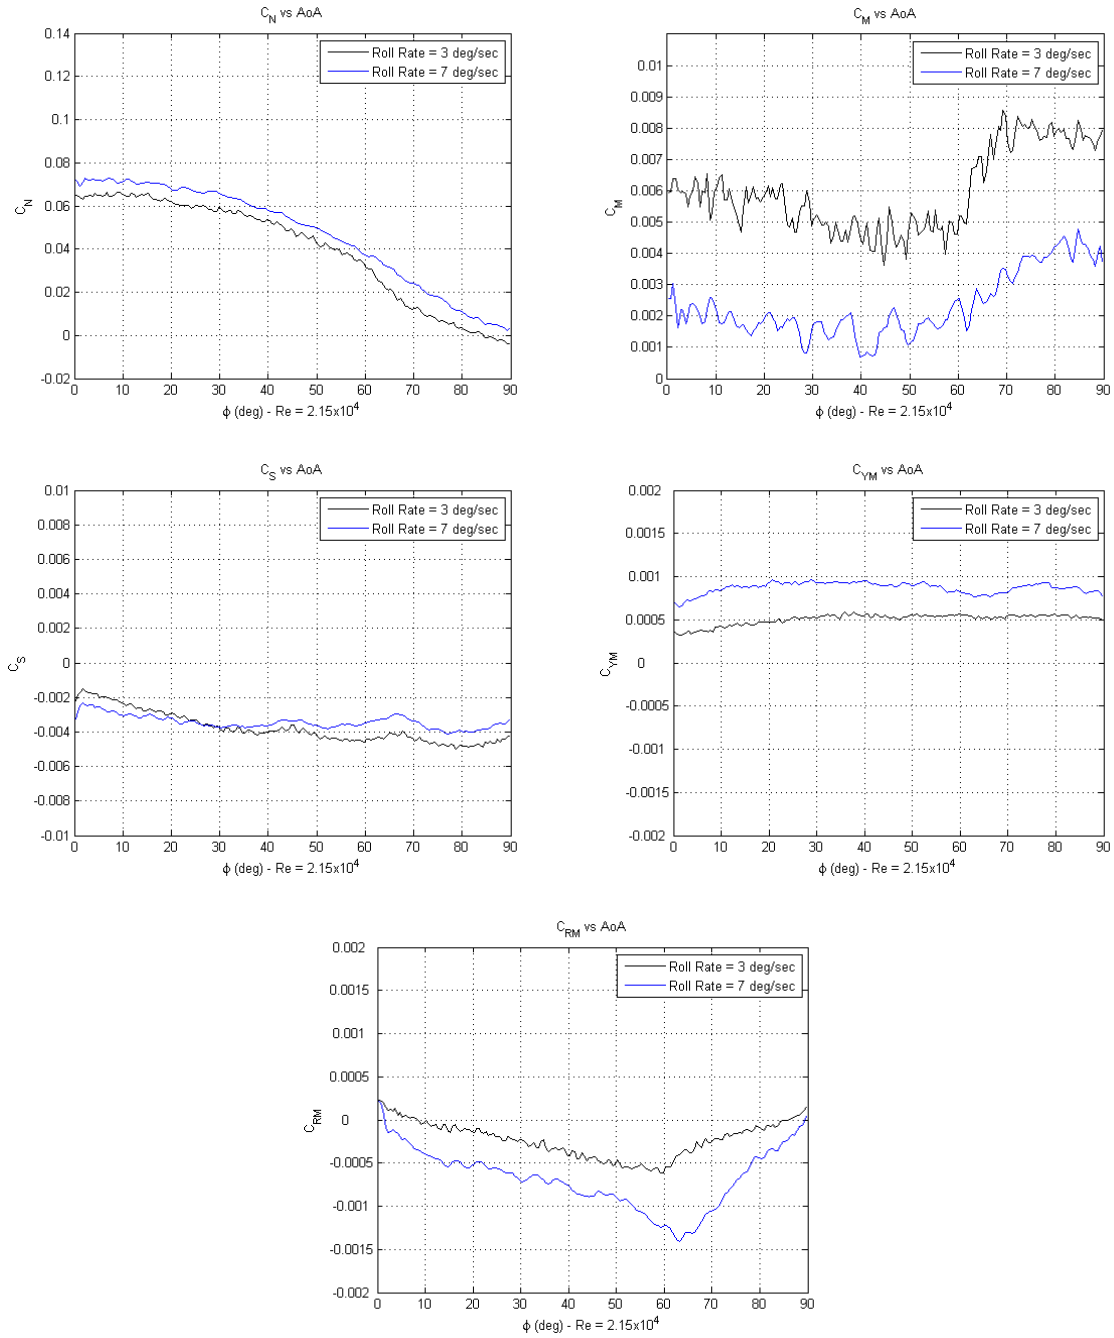 C_N vs AoA
0.14
0.12
0.1
0.08
0.06
0.04
0.02
0
-0.02
C_N
Roll Rate = 3 deg/sec
Roll Rate = 7 deg/sec
0 10 20 30 40 50 60 70 80 90
ϕ (deg) - Re = 2.15x10^4
C_M vs AoA
0.01
0.009
0.008
0.007
0.006
0.005
0.004
0.003
0.002
0.001
0
C_M
Roll Rate = 3 deg/sec
Roll Rate = 7 deg/sec
0 10 20 30 40 50 60 70 80 90
ϕ (deg) - Re = 2.15x10^4
C_S vs AoA
0.01
0.008
0.006
0.004
0.002
0
-0.002
-0.004
-0.006
-0.008
-0.01
C_S
Roll Rate = 3 deg/sec
Roll Rate = 7 deg/sec
0 10 20 30 40 50 60 70 80 90
ϕ (deg) - Re = 2.15x10^4
C_YM vs AoA
0.002
0.0015
0.001
0.0005
0
-0.0005
-0.001
-0.0015
-0.002
C_YM
Roll Rate = 3 deg/sec
Roll Rate = 7 deg/sec
0 10 20 30 40 50 60 70 80 90
ϕ (deg) - Re = 2.15x10^4
C_RM vs AoA
0.002
0.0015
0.001
0.0005
0
-0.0005
-0.001
-0.0015
-0.002
C_RM
Roll Rate = 3 deg/sec
Roll Rate = 7 deg/sec
0 10 20 30 40 50 60 70 80 90
ϕ (deg) - Re = 2.15x10^4